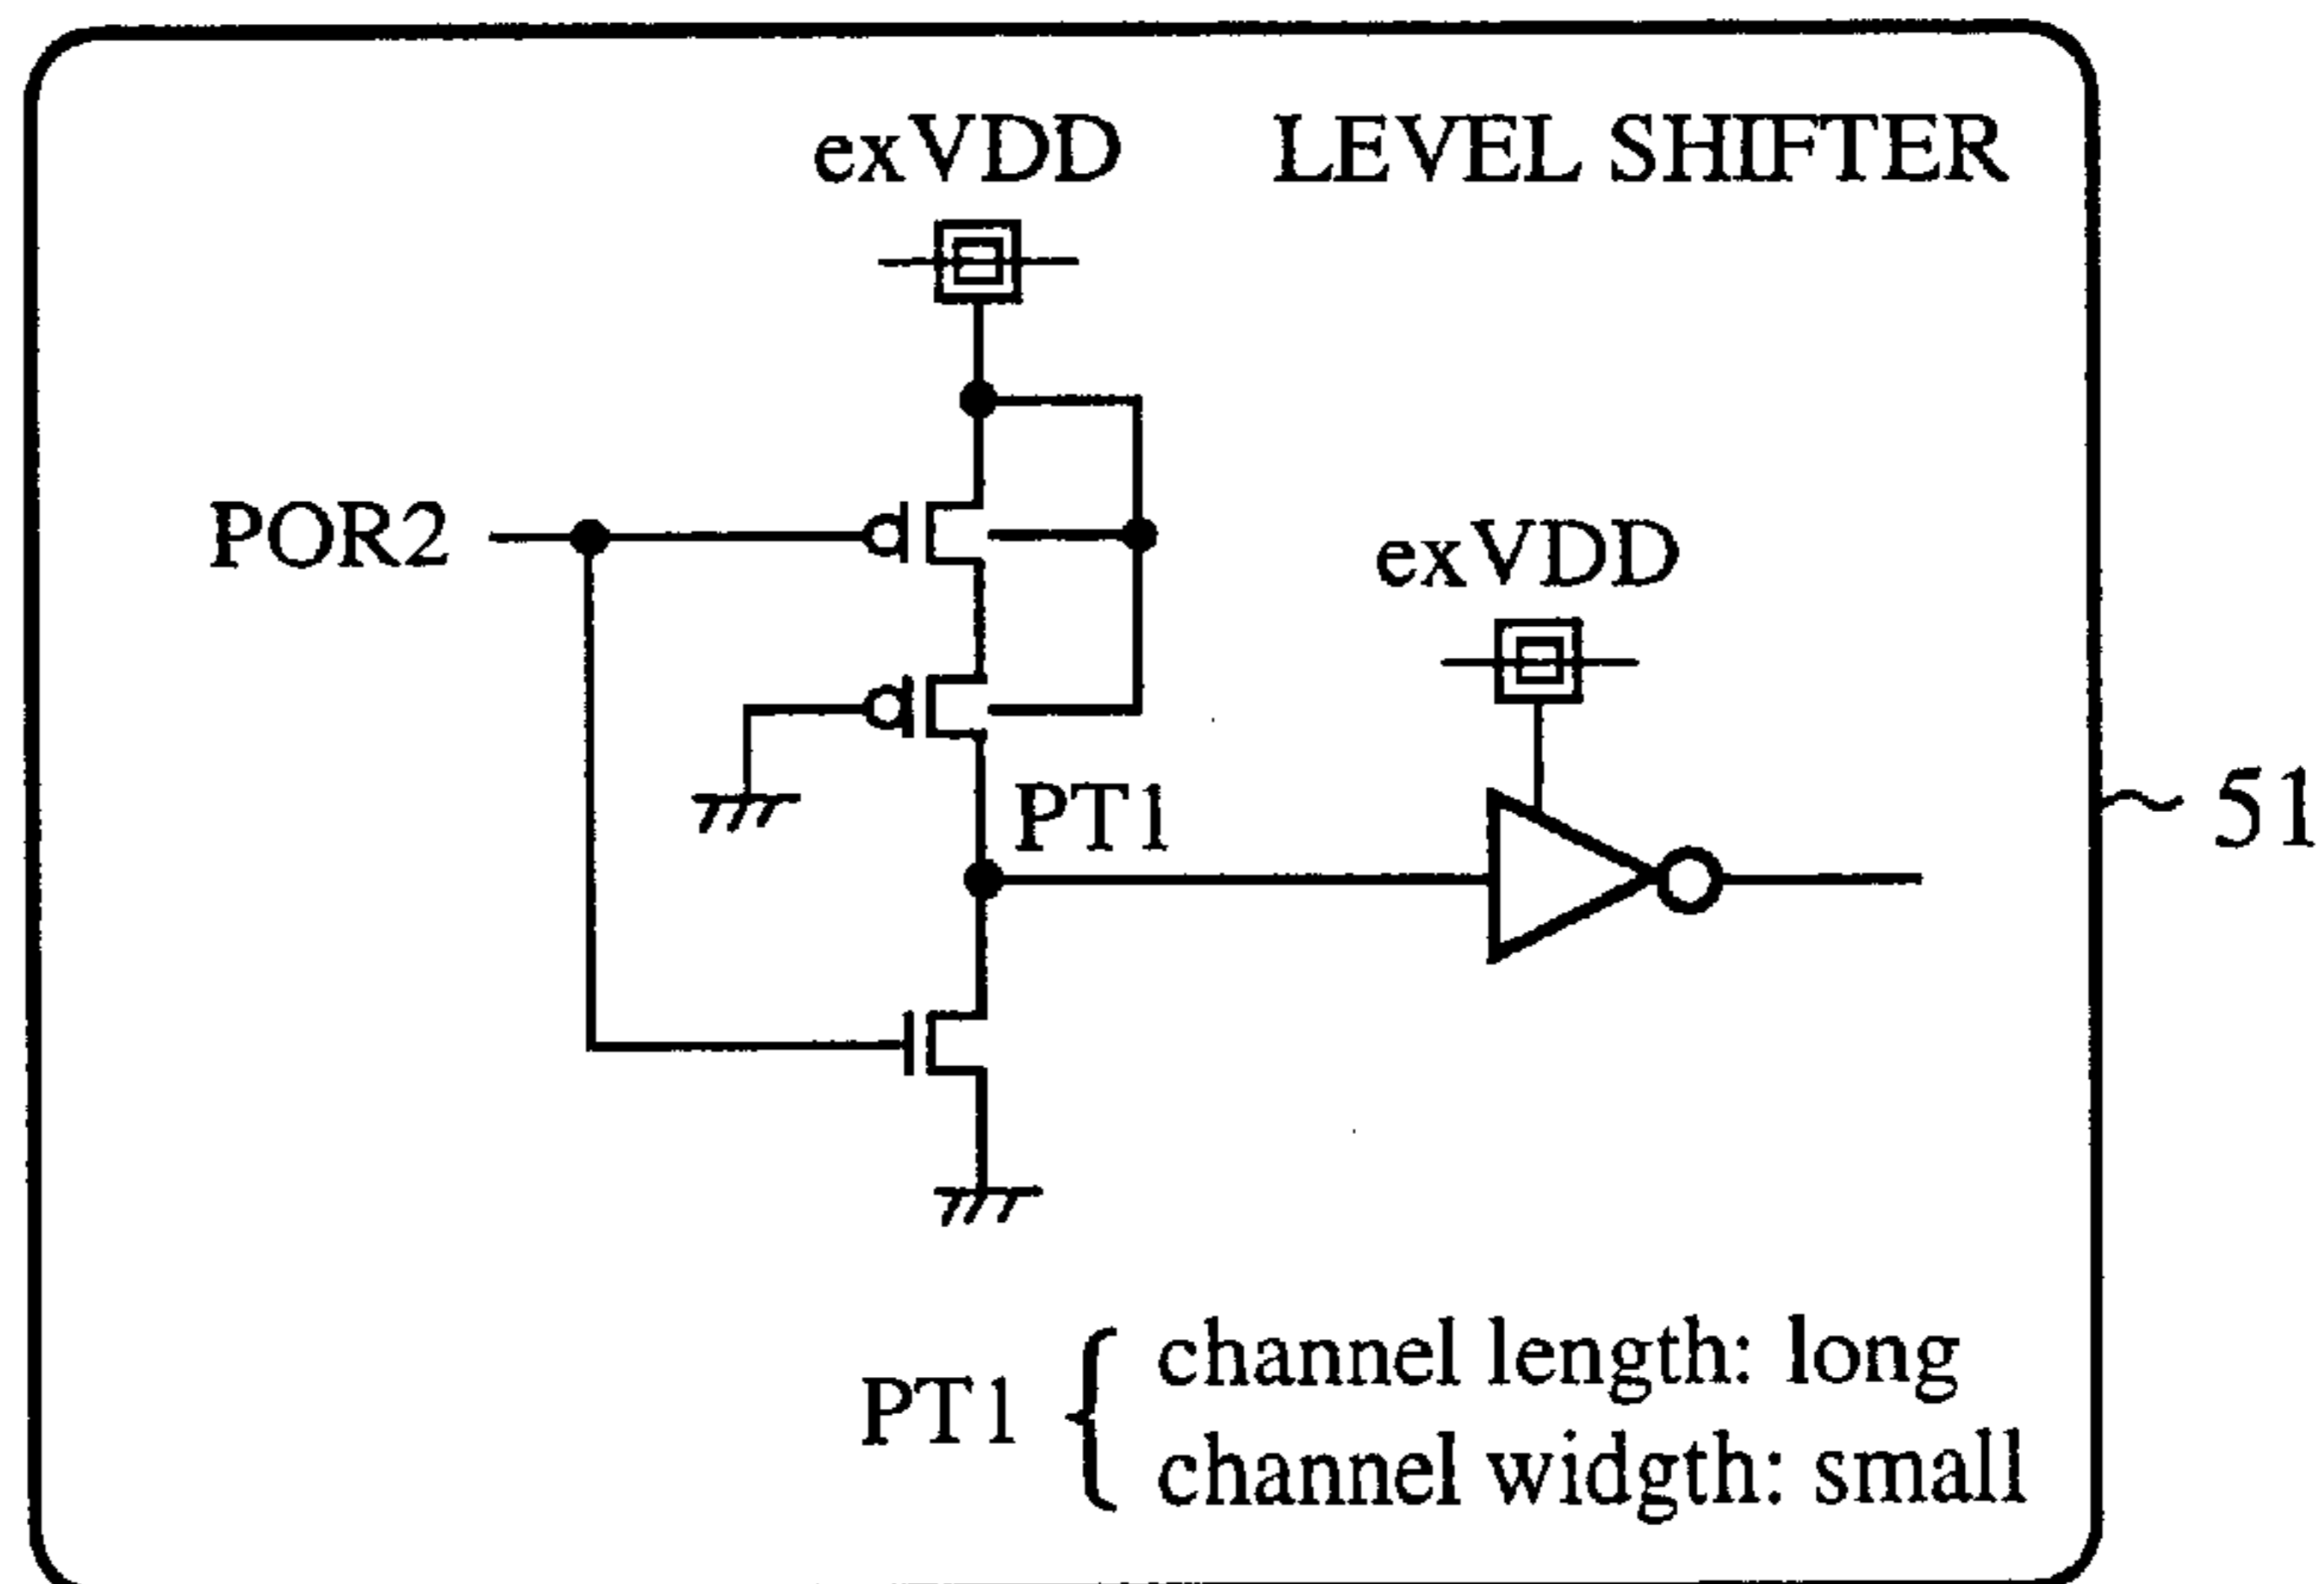 exVDD LEVEL SHIFTER
POR2
exVDD
PT1
51
PT1 { channel length: long
channel widgth: small